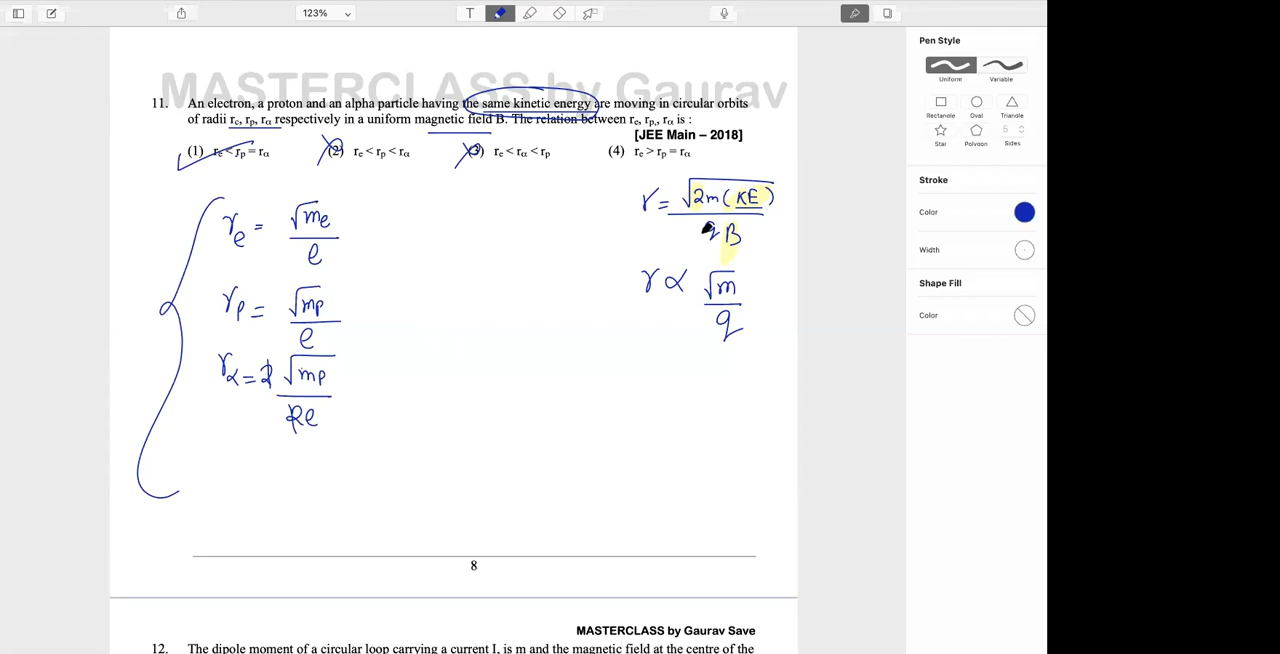 123%
T
Pen Style
Uniform
Variable
Rectangle
Oval
Triangle
5
Star
Polygon
Sides
Stroke
Color
Width
Shape Fill
Color
MASTERCLASS by Gaurav
11. An electron, a proton and an alpha particle having the same kinetic energy are moving in circular orbits
of radii re, rp, rα respectively in a uniform magnetic field B. The relation between re, rp, rα is :
[JEE Main – 2018]
(1) re < rp = rα (2) re < rp < rα (3) re < rα < rp (4) re > rp = rα
r = √2m(KE) / qB
r ∝ √m / q
re = √me / e
rp = √mp / e
rα = 2 √mp / 2e
8
MASTERCLASS by Gaurav Save
12. The dipole moment of a circular loop carrying a current I, is m and the magnetic field at the centre of the